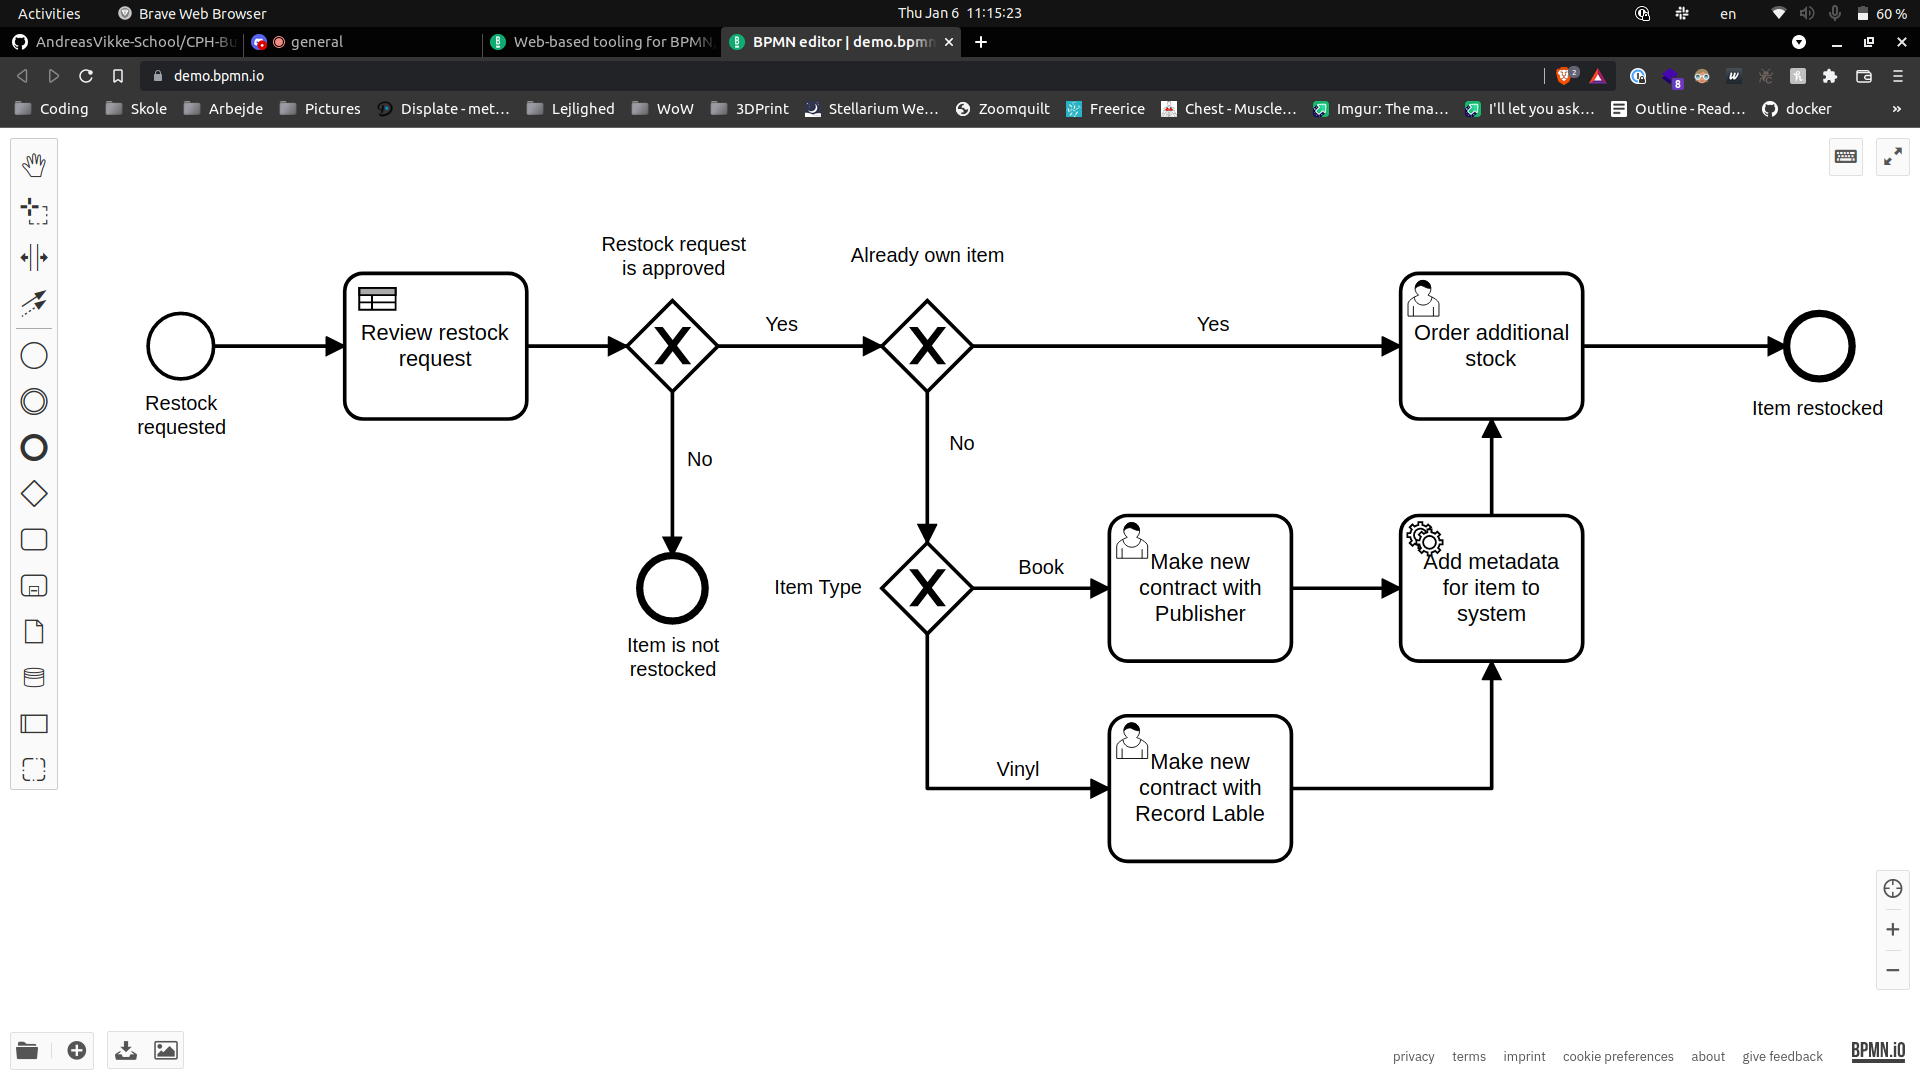 Activities
Brave Web Browser
Thu Jan 6 11:15:23
en
60 %
AndreasVikke-School/CPH-Bu
general
Web-based tooling for BPMN,
BPMN editor | demo.bpmn
demo.bpmn.io
2
8
Coding
Skole
Arbejde
Pictures
Displate - met...
Lejlighed
WoW
3DPrint
Stellarium We...
Zoomquilt
Freerice
Chest - Muscle...
Imgur: The ma...
I'll let you ask...
Outline - Read...
docker
»
Restock request
is approved
Already own item
Review restock
request
Yes
Yes
Order additional
stock
Restock
requested
Item restocked
No
No
Item Type
Book
Make new
contract with
Publisher
Add metadata
for item to
system
Item is not
restocked
Vinyl
Make new
contract with
Record Lable
privacy
terms
imprint
cookie preferences
about
give feedback
BPMN.iO